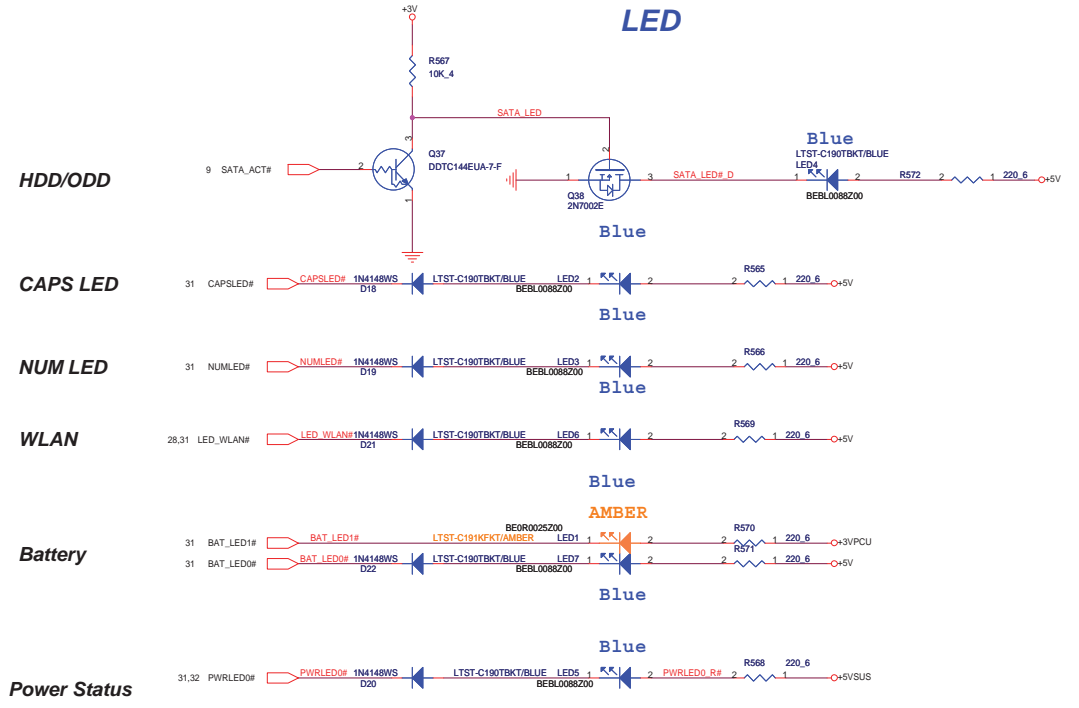 LED
+3V
R567
10K_4
SATA_LED
3
2
Q37
DDTC144EUA-7-F
1
HDD/ODD
9 SATA_ACT#
2
1
3
Q38
2N7002E
SATA_LED#_D
Blue
LTST-C190TBKT/BLUE
LED4
1
2
BEBL0088Z00
R572
2
1
220_6
+5V
Blue
CAPS LED
31 CAPSLED#
CAPSLED#
1N4148WS
D18
LTST-C190TBKT/BLUE
LED2
BEBL0088Z00
1
2
R565
2
1
220_6
+5V
Blue
NUM LED
31 NUMLED#
NUMLED#
1N4148WS
D19
LTST-C190TBKT/BLUE
LED3
BEBL0088Z00
1
2
R566
2
1
220_6
+5V
Blue
WLAN
28,31 LED_WLAN#
LED_WLAN#
1N4148WS
D21
LTST-C190TBKT/BLUE
LED6
BEBL0088Z00
1
2
R569
2
1
220_6
+5V
Blue
AMBER
Battery
31 BAT_LED1#
BAT_LED1#
LTST-C191KFKT/AMBER
BE0R0025Z00
LED1
1
2
R570
2
1
220_6
+3VPCU
31 BAT_LED0#
BAT_LED0#
1N4148WS
D22
LTST-C190TBKT/BLUE
LED7
BEBL0088Z00
1
2
R571
2
1
220_6
+5V
Blue
Blue
Power Status
31,32 PWRLED0#
PWRLED0#
1N4148WS
D20
LTST-C190TBKT/BLUE
LED5
BEBL0088Z00
1
2
PWRLED0_R#
R568
2
1
220_6
+5VSUS